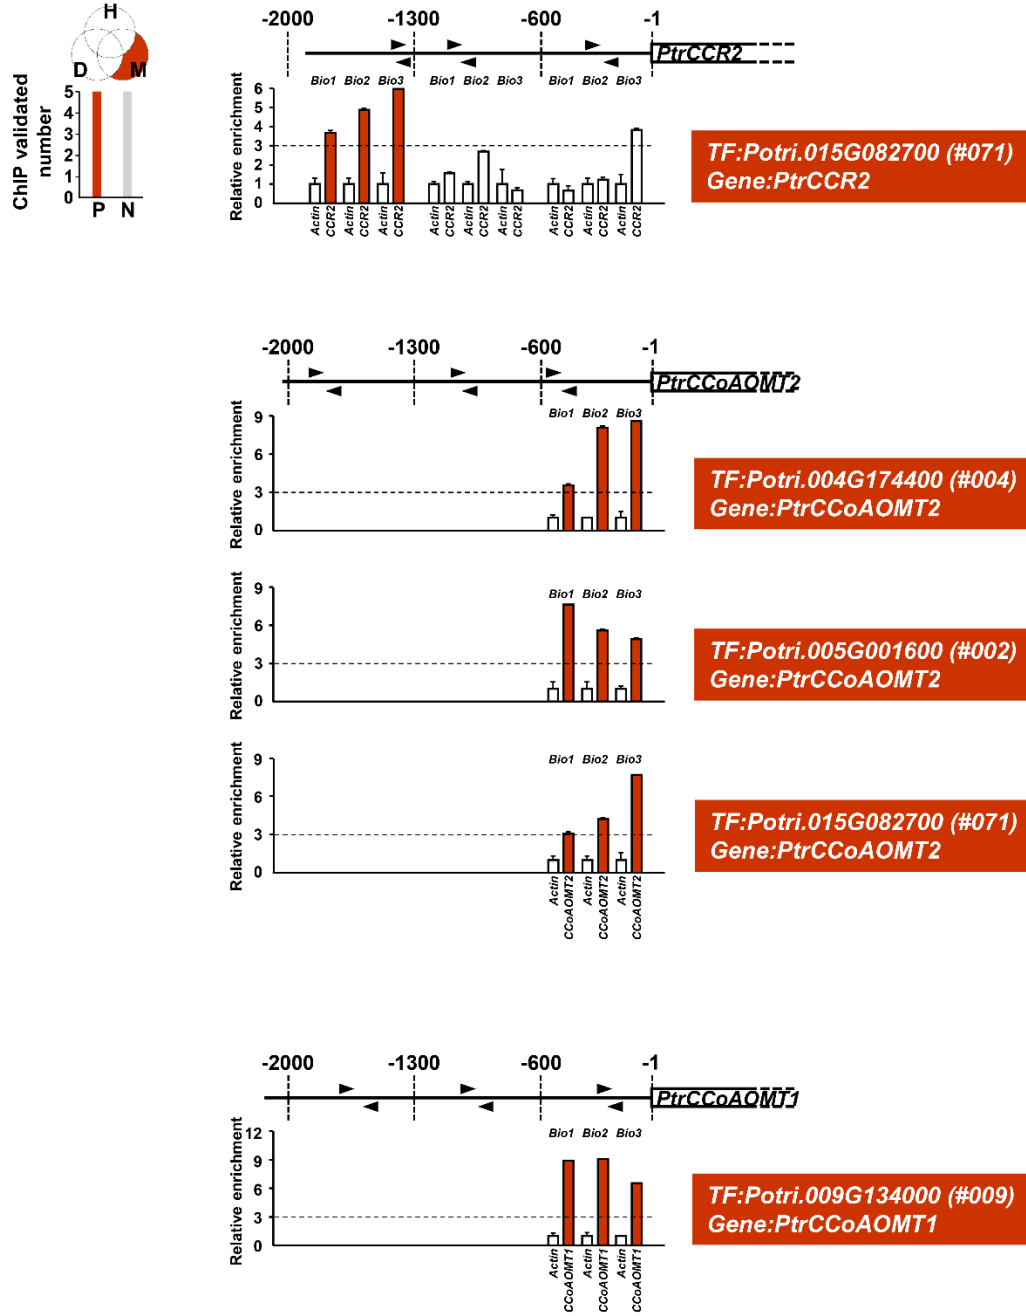 H
D M
ChIP validated number
5
4
3
2
1
0
P N
-2000 -1300 -600 -1
PtrCCR2
Bio1 Bio2 Bio3 Bio1 Bio2 Bio3 Bio1 Bio2 Bio3
Relative enrichment
6
5
4
3
2
1
0
Actin CCR2 Actin CCR2 Actin CCR2 Actin CCR2 Actin CCR2 Actin CCR2 Actin CCR2 Actin CCR2 Actin CCR2
TF:Potri.015G082700 (#071)
Gene:PtrCCR2
-2000 -1300 -600 -1
PtrCCoAOMT2
Bio1 Bio2 Bio3
Relative enrichment
9
6
3
0
TF:Potri.004G174400 (#004)
Gene:PtrCCoAOMT2
Bio1 Bio2 Bio3
Relative enrichment
9
6
3
0
TF:Potri.005G001600 (#002)
Gene:PtrCCoAOMT2
Bio1 Bio2 Bio3
Relative enrichment
9
6
3
0
Actin CCoAOMT2 Actin CCoAOMT2 Actin CCoAOMT2
TF:Potri.015G082700 (#071)
Gene:PtrCCoAOMT2
-2000 -1300 -600 -1
PtrCCoAOMT1
Bio1 Bio2 Bio3
Relative enrichment
12
9
6
3
0
Actin CCoAOMT1 Actin CCoAOMT1 Actin CCoAOMT1
TF:Potri.009G134000 (#009)
Gene:PtrCCoAOMT1